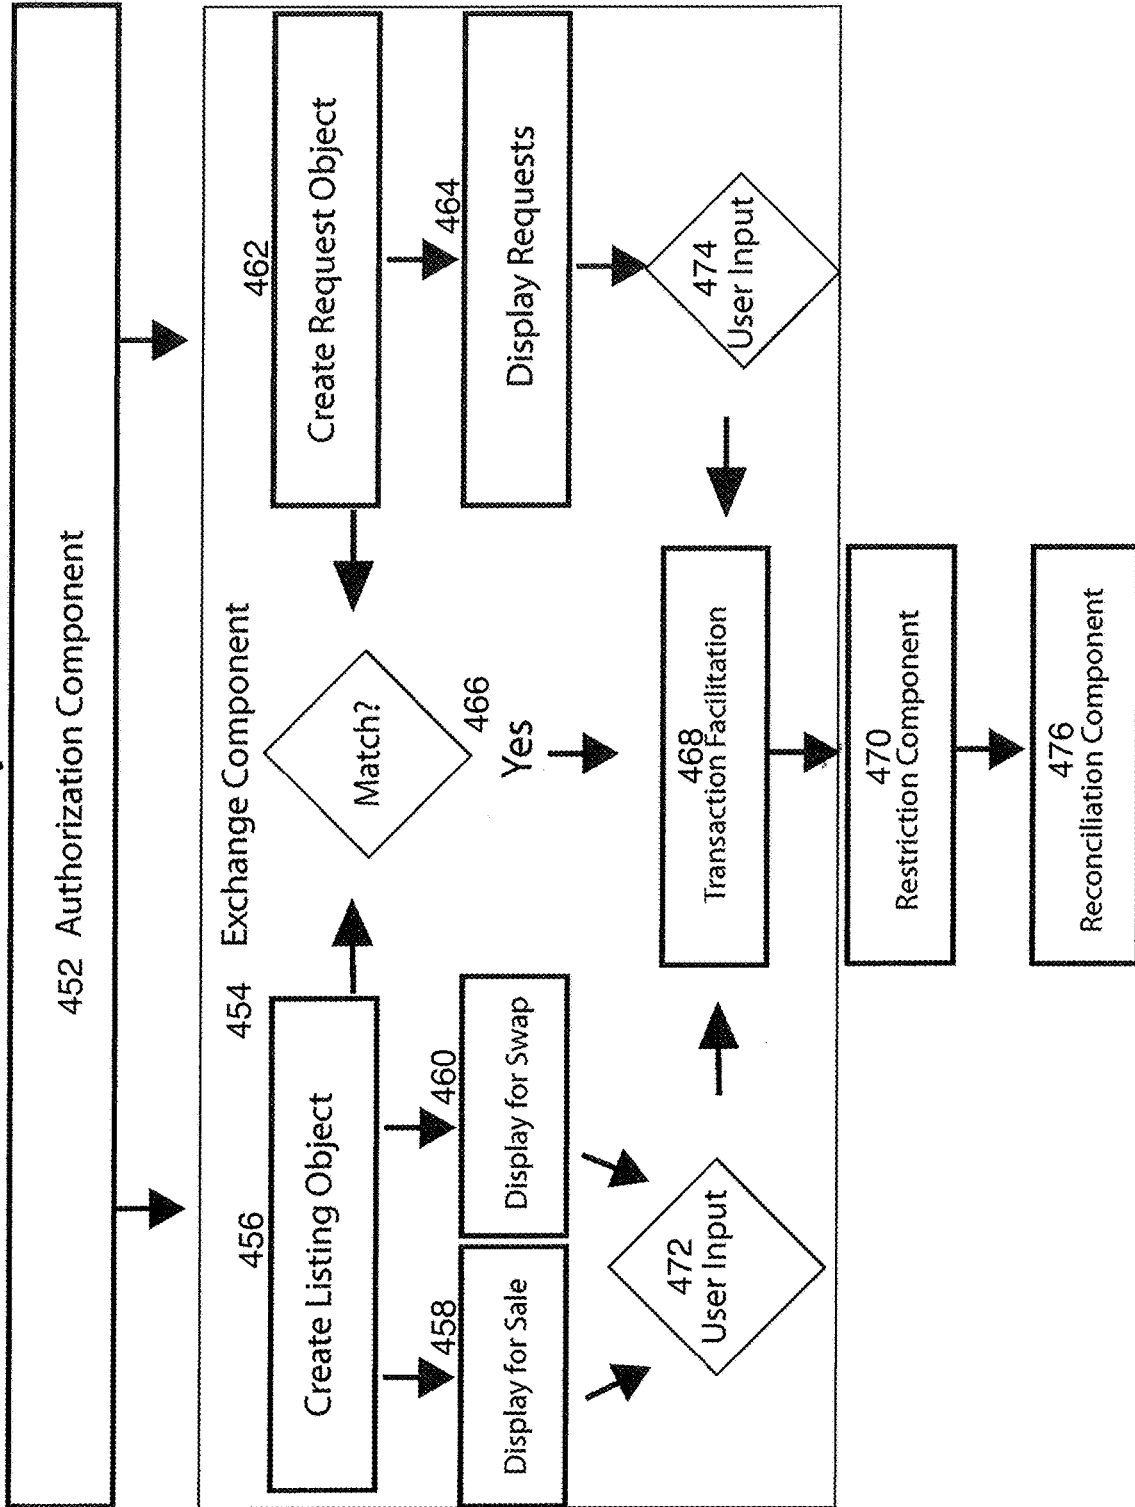 452 Authorization Component
454 Exchange Component
456
Create Listing Object
458
Display for Sale
460
Display for Swap
472
User Input
Match?
466
Yes
462
Create Request Object
464
Display Requests
474
User Input
468
Transaction Facilitation
470
Restriction Component
476
Reconciliation Component